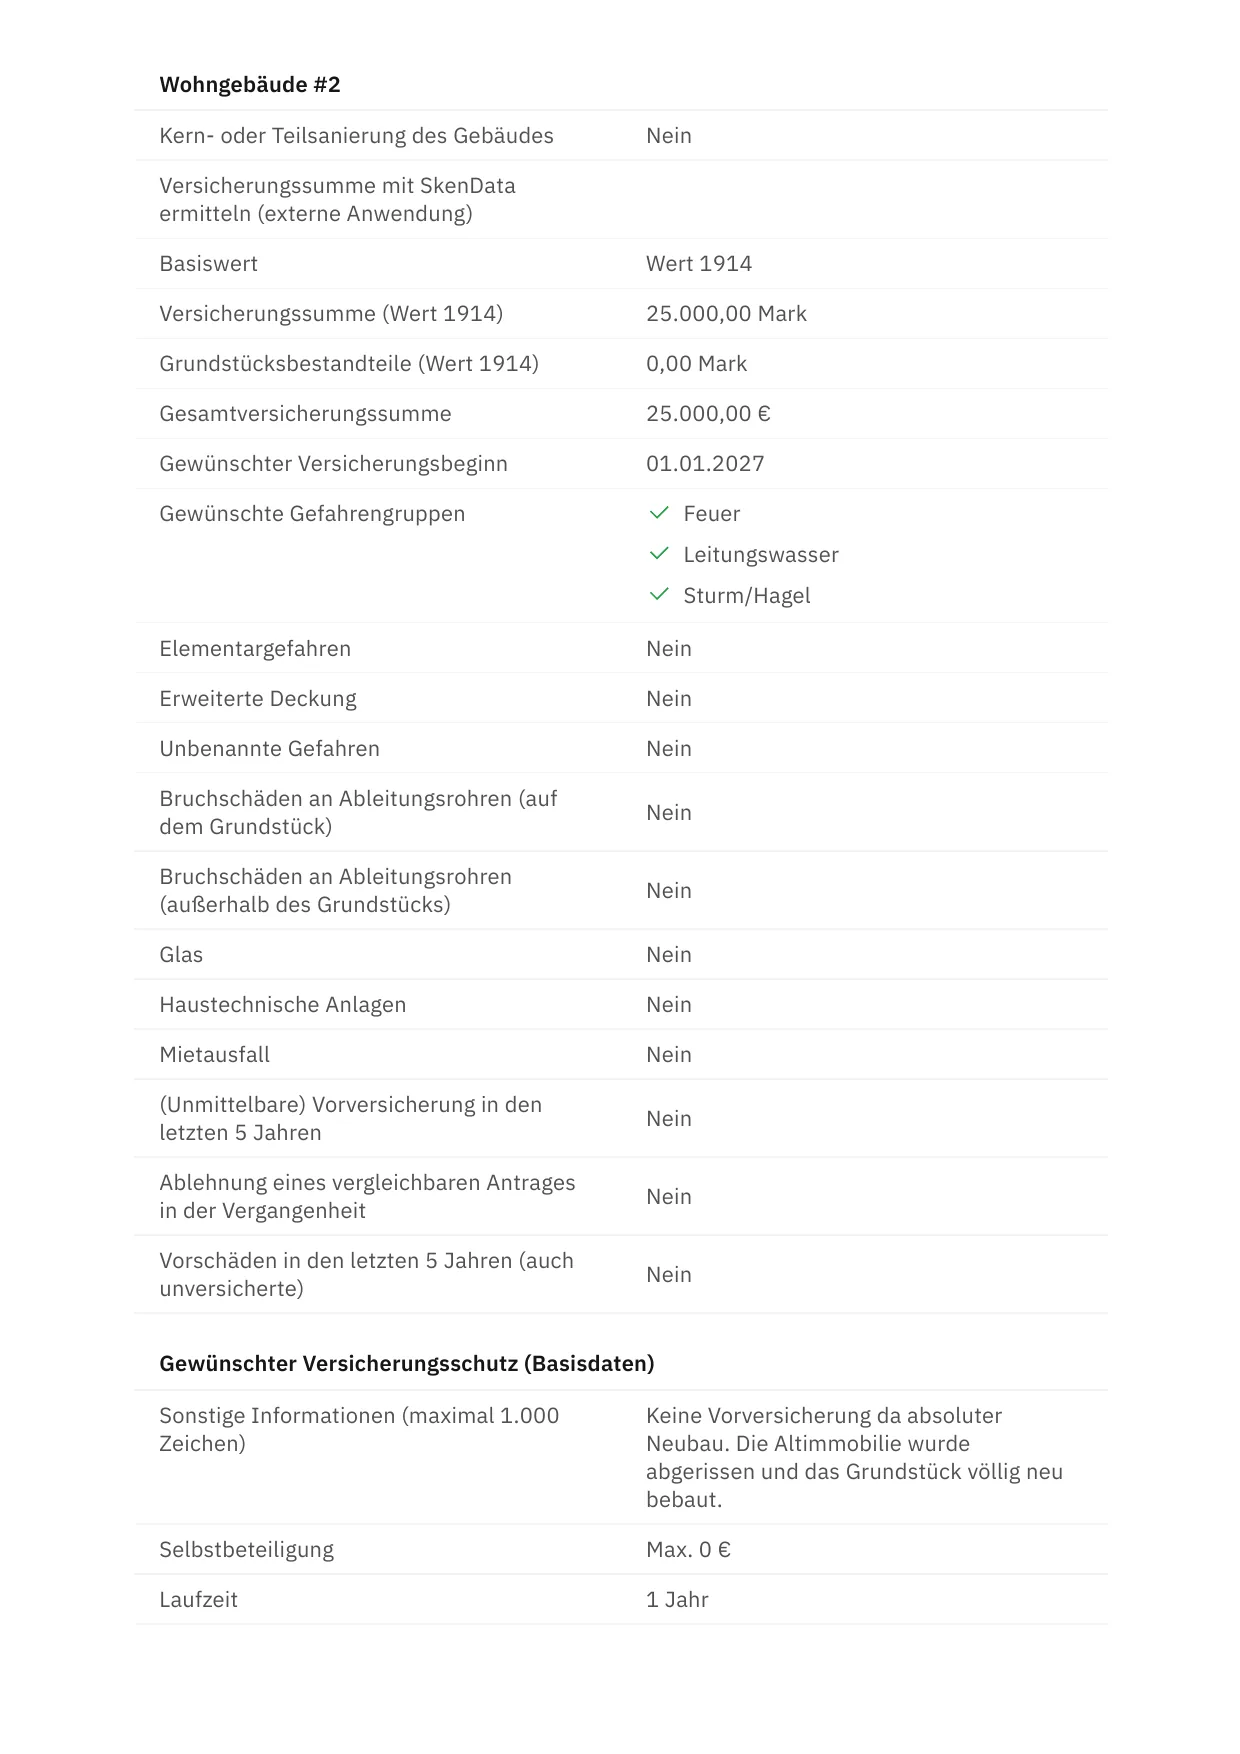 Wohngebäude #2
Kern- oder Teilsanierung des Gebäudes Nein
Versicherungssumme mit SkenData
ermitteln (externe Anwendung)
Basiswert Wert 1914
Versicherungssumme (Wert 1914) 25.000,00 Mark
Grundstücksbestandteile (Wert 1914) 0,00 Mark
Gesamtversicherungssumme 25.000,00 €
Gewünschter Versicherungsbeginn 01.01.2027
Gewünschte Gefahrengruppen ✓ Feuer
✓ Leitungswasser
✓ Sturm/Hagel
Elementargefahren Nein
Erweiterte Deckung Nein
Unbenannte Gefahren Nein
Bruchschäden an Ableitungsrohren (auf
dem Grundstück)
Nein
Bruchschäden an Ableitungsrohren
(außerhalb des Grundstücks)
Nein
Glas Nein
Haustechnische Anlagen Nein
Mietausfall Nein
(Unmittelbare) Vorversicherung in den
letzten 5 Jahren
Nein
Ablehnung eines vergleichbaren Antrages
in der Vergangenheit
Nein
Vorschäden in den letzten 5 Jahren (auch
unversicherte)
Nein
Gewünschter Versicherungsschutz (Basisdaten)
Sonstige Informationen (maximal 1.000
Zeichen)
Keine Vorversicherung da absoluter
Neubau. Die Altimmobilie wurde
abgerissen und das Grundstück völlig neu
bebaut.
Selbstbeteiligung Max. 0 €
Laufzeit 1 Jahr